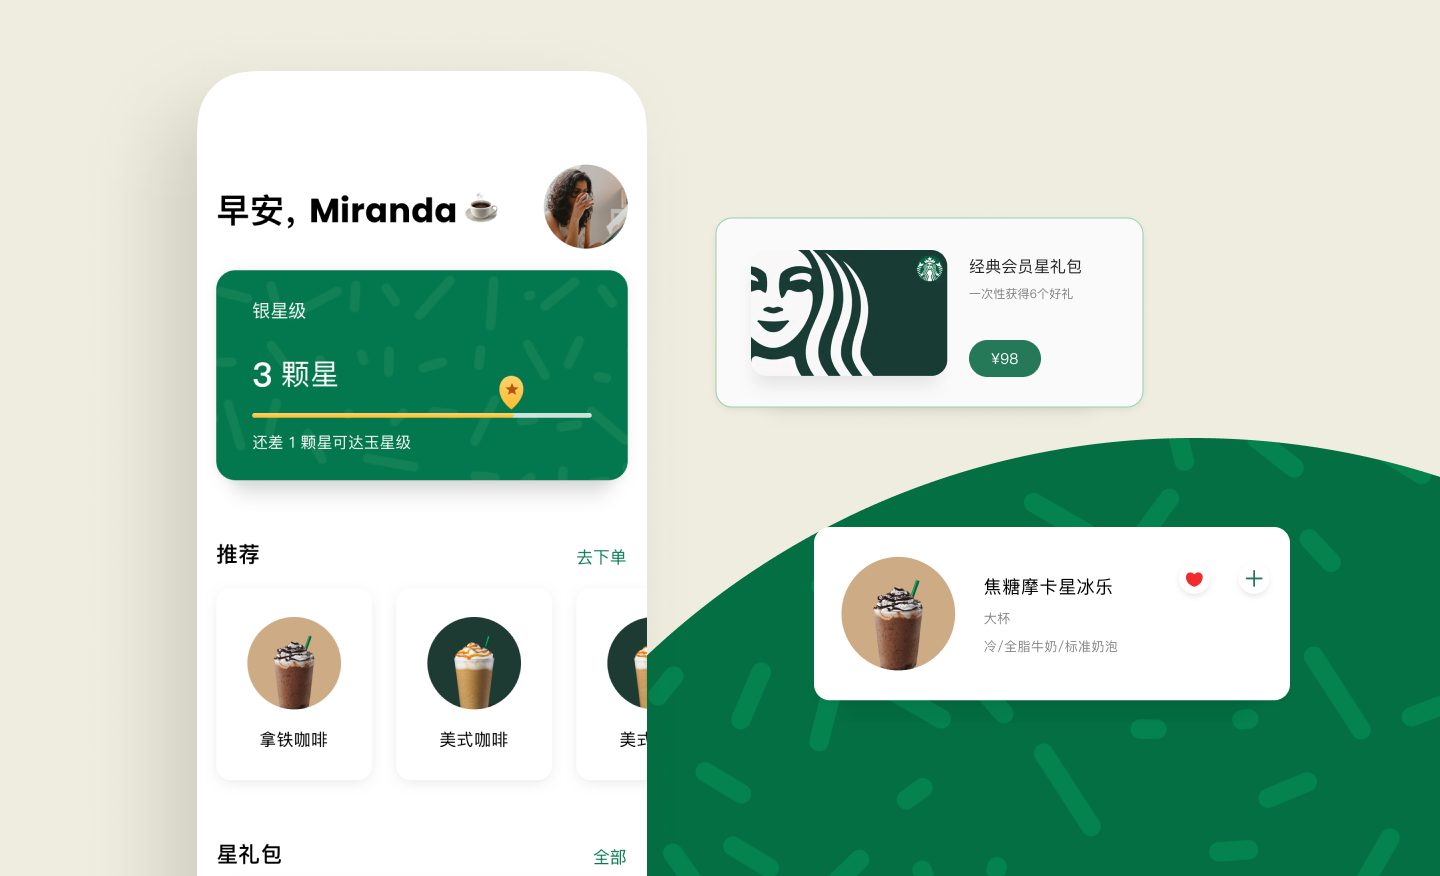 早安，Miranda
银星级
3 颗星
还差 1 颗星可达玉星级
推荐
去下单
拿铁咖啡
美式咖啡
美式
星礼包
全部
经典会员星礼包
一次性获得6个好礼
¥98
焦糖摩卡星冰乐
大杯
冷/全脂牛奶/标准奶泡